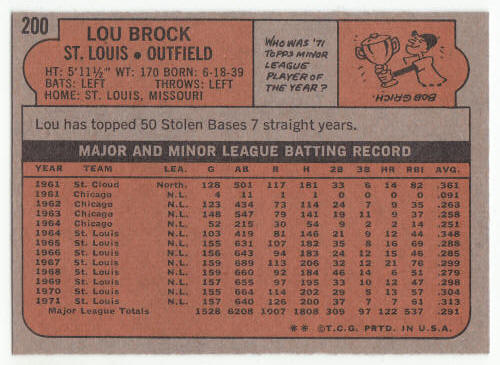 200
LOU BROCK
ST. LOUIS • OUTFIELD
HT: 5'11½" WT: 170 BORN: 6-18-39
BATS: LEFT THROWS: LEFT
HOME: ST. LOUIS, MISSOURI
WHO WAS '71
TOPPS MINOR
LEAGUE
PLAYER OF
THE YEAR?
BOB GRICH
Lou has topped 50 Stolen Bases 7 straight years.
MAJOR AND MINOR LEAGUE BATTING RECORD
YEAR TEAM LEA. G AB R H 2B 3B HR RBI AVG.
1961 St. Cloud North. 128 501 117 181 33 6 14 82 .361
1961 Chicago N.L. 4 11 1 1 0 0 0 0 .091
1962 Chicago N.L. 123 434 73 114 24 7 9 35 .263
1963 Chicago N.L. 148 547 79 141 19 11 9 37 .258
1964 Chicago N.L. 52 215 30 54 9 2 2 14 .251
1964 St. Louis N.L. 103 419 81 146 21 9 12 44 .348
1965 St. Louis N.L. 155 631 107 182 35 8 16 69 .288
1966 St. Louis N.L. 156 643 94 183 24 12 15 46 .285
1967 St. Louis N.L. 159 689 113 206 32 12 21 76 .299
1968 St. Louis N.L. 159 660 92 184 46 14 6 51 .279
1969 St. Louis N.L. 157 655 97 195 33 10 12 47 .298
1970 St. Louis N.L. 155 664 114 202 29 5 13 57 .304
1971 St. Louis N.L. 157 640 126 200 37 7 7 61 .313
Major League Totals 1528 6208 1007 1808 309 97 122 537 .291
** ©T.C.G. PRTD. IN U.S.A.